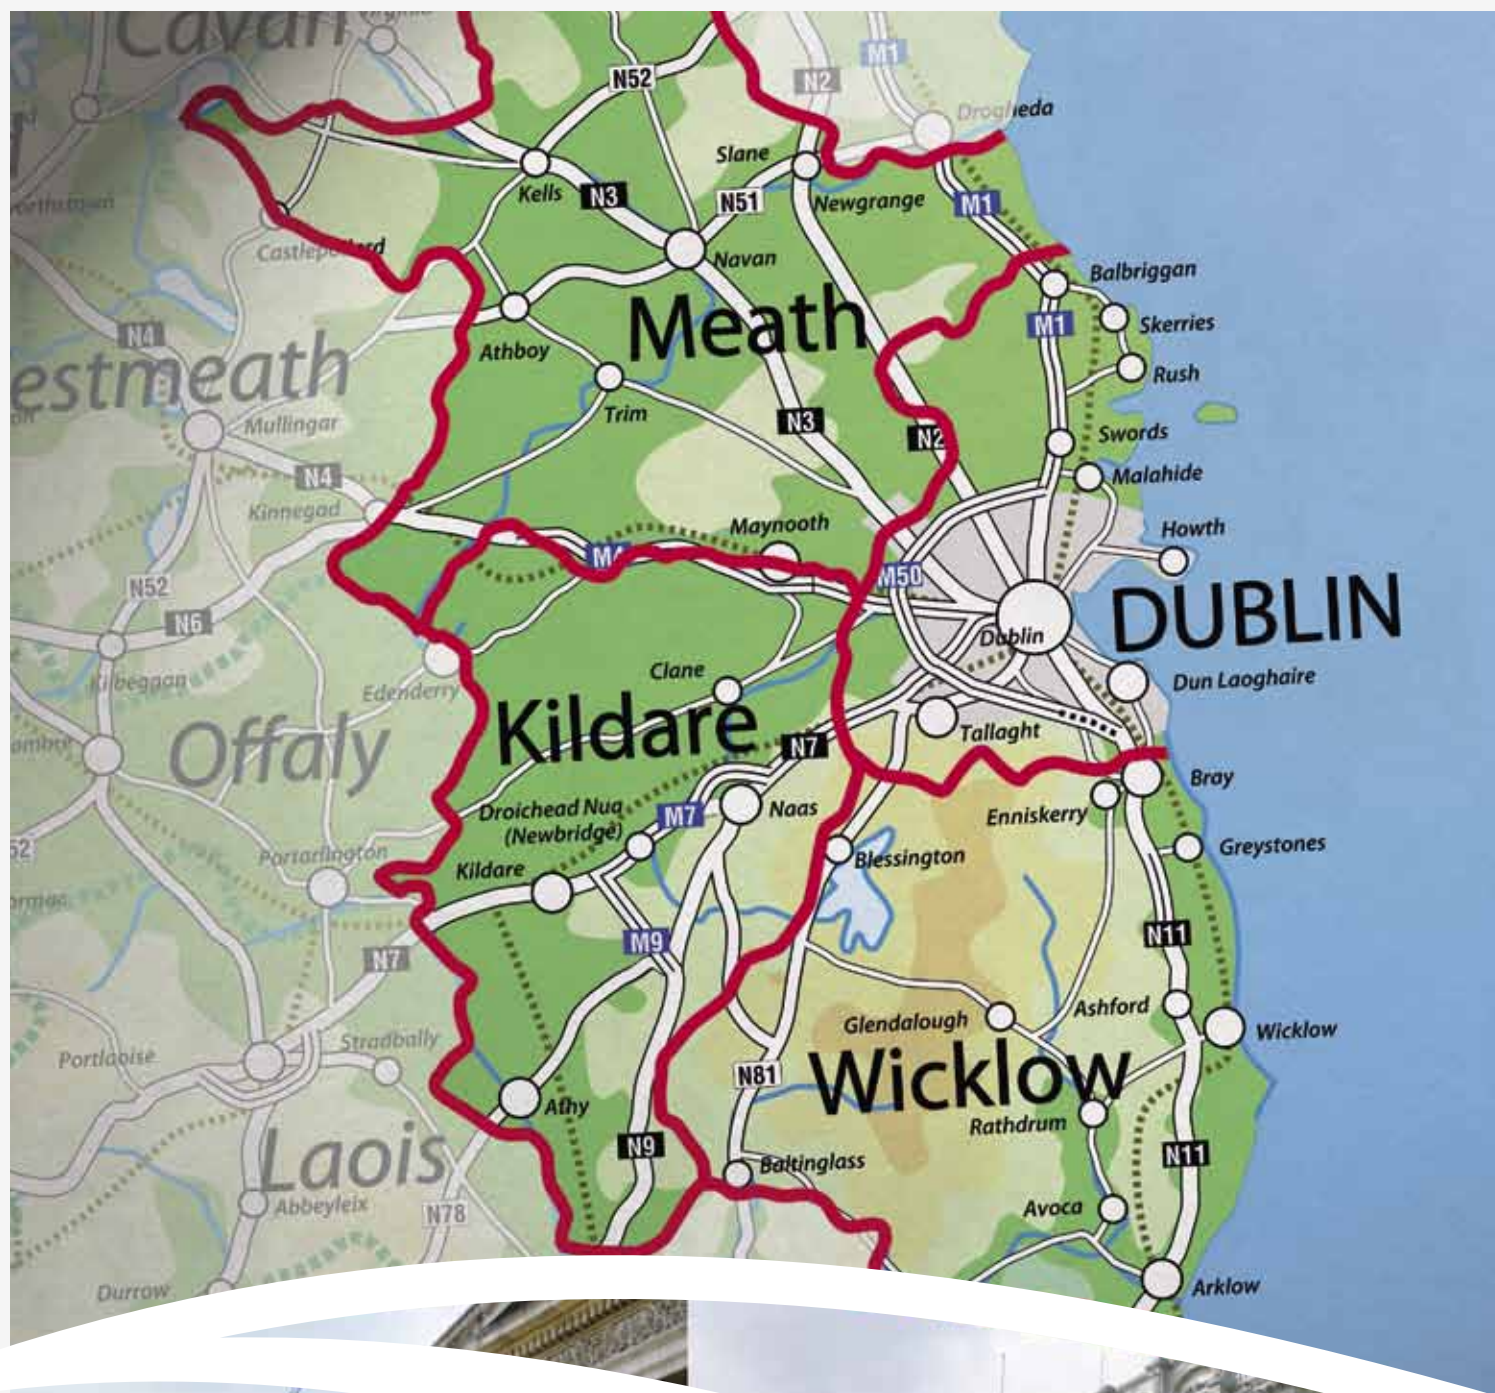 Cavan
N52
M1
N2
Drogheda
Slane
Kells
N3
N51
Newgrange
M1
Castlepollard
Navan
Balbriggan
Meath
M1
Skerries
N4
Athboy
Rush
estmeath
Trim
Mullingar
N3
N2
Swords
N4
Malahide
Kinnegad
Maynooth
Howth
M4
M50
N52
N6
DUBLIN
Dublin
Clane
Dun Laoghaire
Kilbeggan
Edenderry
Kildare
Offaly
N7
Tallaght
Bray
Droichead Nua
(Newbridge)
M7
Naas
Enniskerry
Greystones
52
Portarlington
Kildare
Blessington
N7
M9
N11
Glendalough
Ashford
Wicklow
Stradbally
Portlaoise
Wicklow
N81
Athy
Rathdrum
Laois
N9
N11
Baltinglass
Abbeyleix
N78
Avoca
Durrow
Arklow